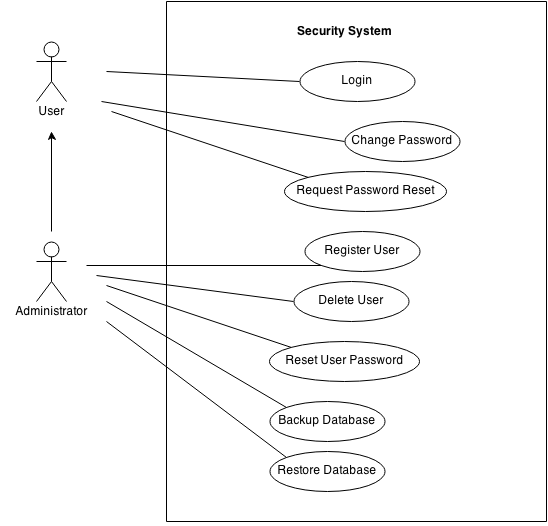 Security System
Login
User
Change Password
Request Password Reset
Register User
Delete User
Administrator
Reset User Password
Backup Database
Restore Database